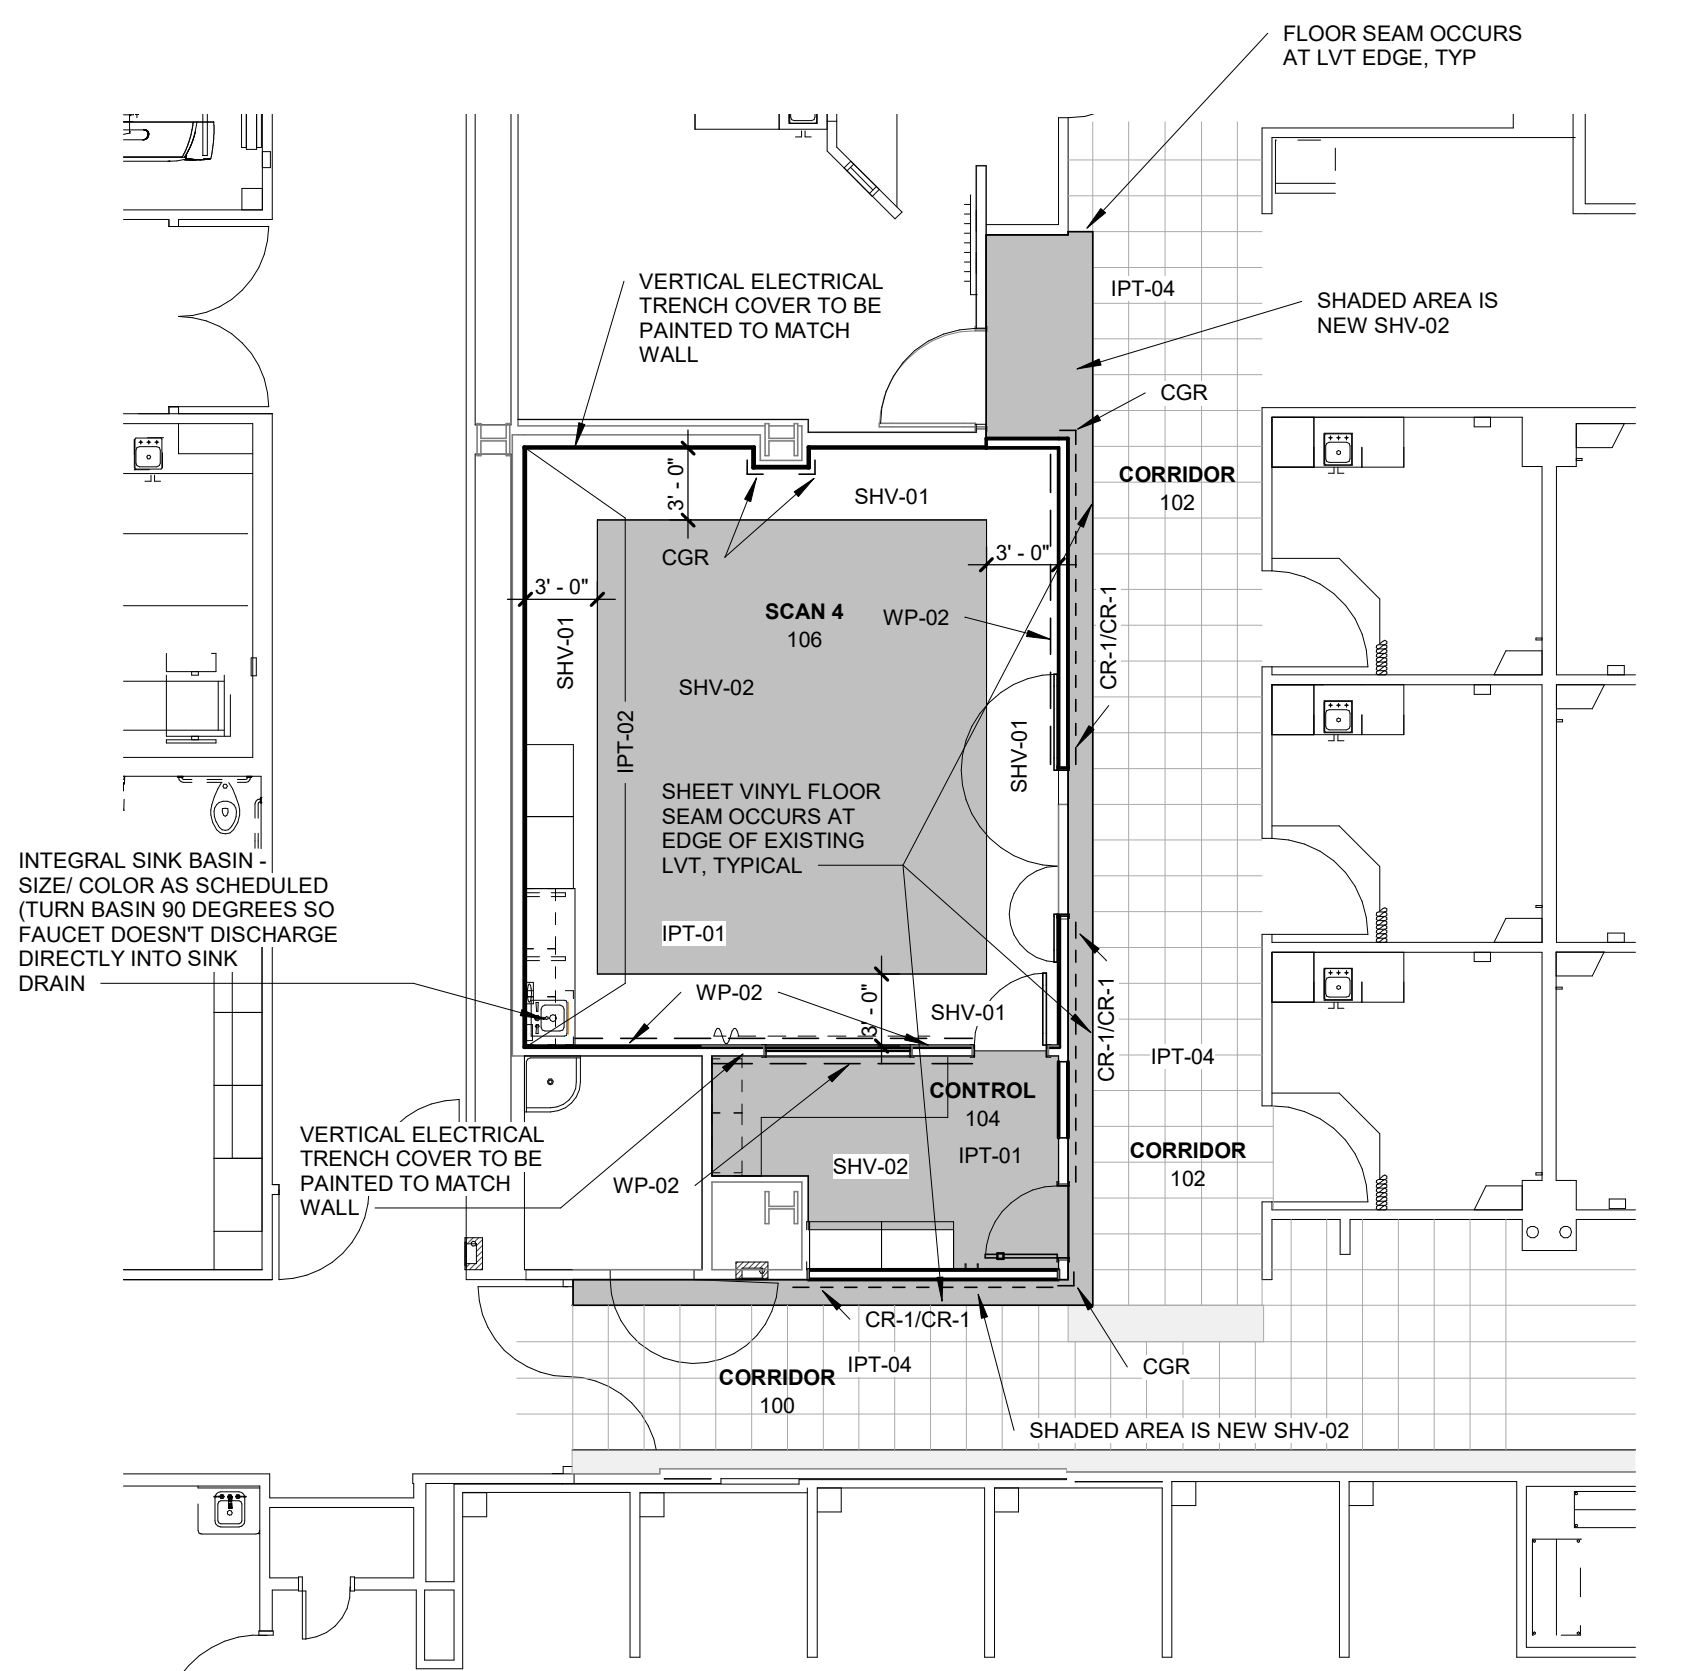 FLOOR SEAM OCCURS
AT LVT EDGE, TYP
VERTICAL ELECTRICAL
TRENCH COVER TO BE
PAINTED TO MATCH
WALL
IPT-04
SHADED AREA IS
NEW SHV-02
CGR
CORRIDOR
102
3' - 0"
SHV-01
CGR
3' - 0"
3' - 0"
SCAN 4
106
WP-02
SHV-01
CR-1/CR-1
SHV-02
IPT-02
SHV-01
SHEET VINYL FLOOR
SEAM OCCURS AT
EDGE OF EXISTING
LVT, TYPICAL
INTEGRAL SINK BASIN -
SIZE/ COLOR AS SCHEDULED
(TURN BASIN 90 DEGREES SO
FAUCET DOESN'T DISCHARGE
DIRECTLY INTO SINK
DRAIN
IPT-01
WP-02
3' - 0"
SHV-01
CR-1/CR-1
IPT-04
CONTROL
104
IPT-01
SHV-02
VERTICAL ELECTRICAL
TRENCH COVER TO BE
PAINTED TO MATCH
WALL
WP-02
CORRIDOR
102
CR-1/CR-1
IPT-04
CORRIDOR
100
CGR
SHADED AREA IS NEW SHV-02